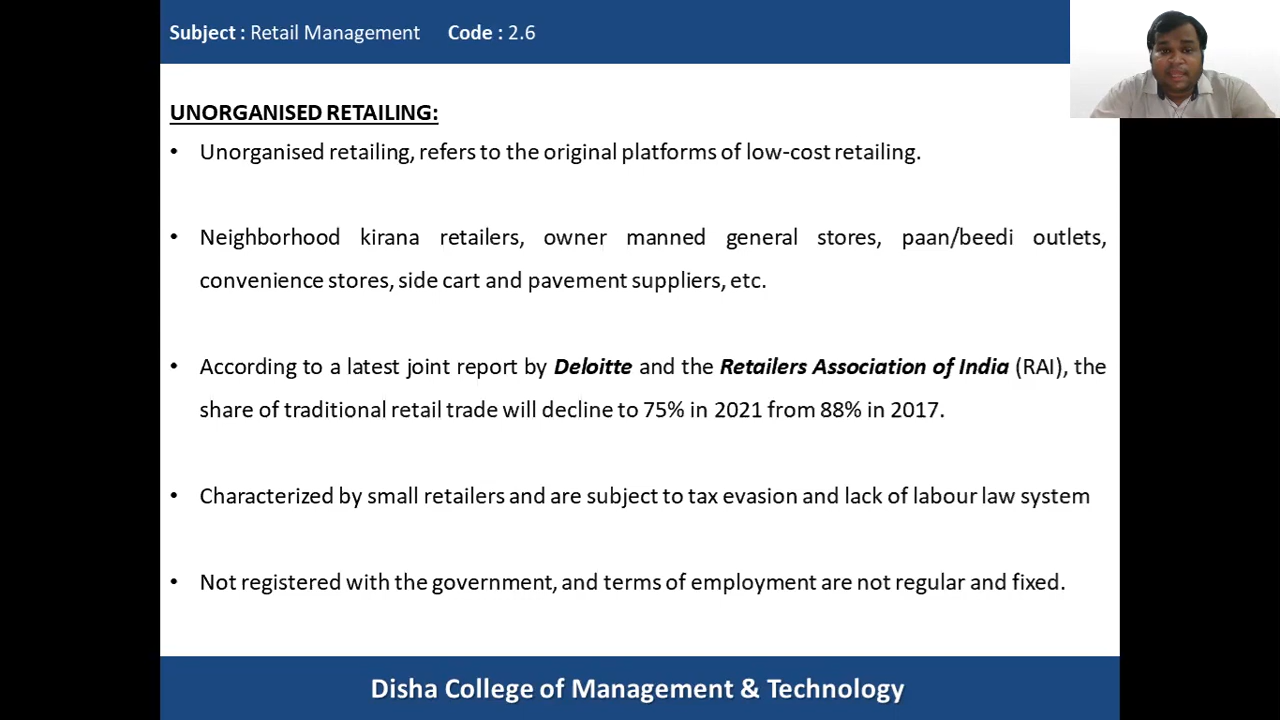 Subject : Retail Management Code : 2.6
UNORGANISED RETAILING:
• Unorganised retailing, refers to the original platforms of low-cost retailing.
• Neighborhood kirana retailers, owner manned general stores, paan/beedi outlets,
convenience stores, side cart and pavement suppliers, etc.
• According to a latest joint report by Deloitte and the Retailers Association of India (RAI), the
share of traditional retail trade will decline to 75% in 2021 from 88% in 2017.
• Characterized by small retailers and are subject to tax evasion and lack of labour law system
• Not registered with the government, and terms of employment are not regular and fixed.
Disha College of Management & Technology